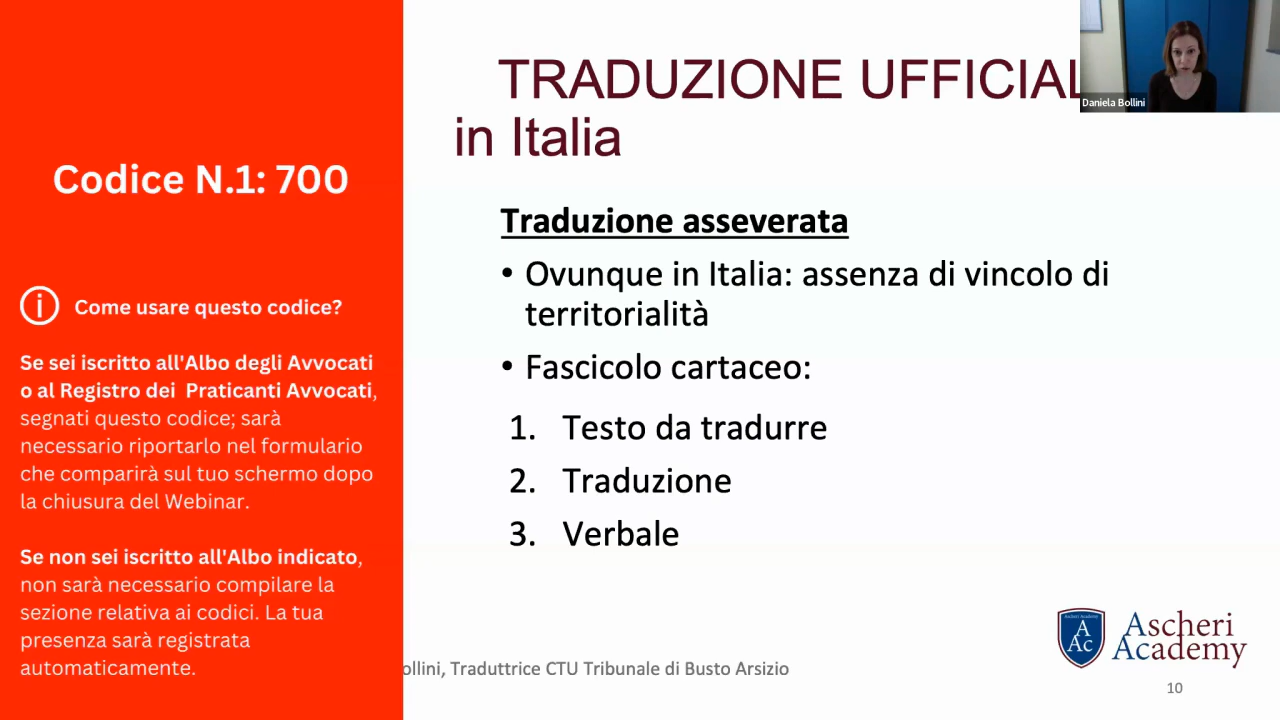 Codice N.1: 700
Come usare questo codice?
Se sei iscritto all'Albo degli Avvocati
o al Registro dei Praticanti Avvocati,
segnati questo codice; sarà
necessario riportarlo nel formulario
che comparirà sul tuo schermo dopo
la chiusura del Webinar.
Se non sei iscritto all'Albo indicato,
non sarà necessario compilare la
sezione relativa ai codici. La tua
presenza sarà registrata
automaticamente.
TRADUZIONE UFFICIAL
in Italia
Daniela Bollini
Traduzione asseverata
• Ovunque in Italia: assenza di vincolo di
territorialità
• Fascicolo cartaceo:
1. Testo da tradurre
2. Traduzione
3. Verbale
ollini, Traduttrice CTU Tribunale di Busto Arsizio
A
Ac
Ascheri
Academy
10